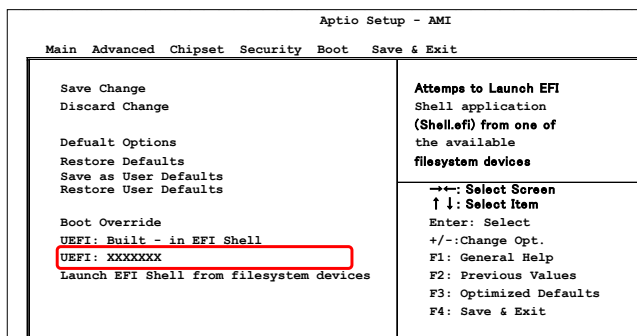 Aptio Setup - AMI
Main Advanced Chipset Security Boot Save & Exit
Save Change
Discard Change
Defualt Options
Restore Defaults
Save as User Defaults
Restore User Defaults
Boot Override
UEFI: Built - in EFI Shell
UEFI: XXXXXXX
Launch EFI Shell from filesystem devices
Attemps to Launch EFI
Shell application
(Shell.efi) from one of
the available
filesystem devices
→←: Select Screen
↑↓: Select Item
Enter: Select
+/-:Change Opt.
F1: General Help
F2: Previous Values
F3: Optimized Defaults
F4: Save & Exit